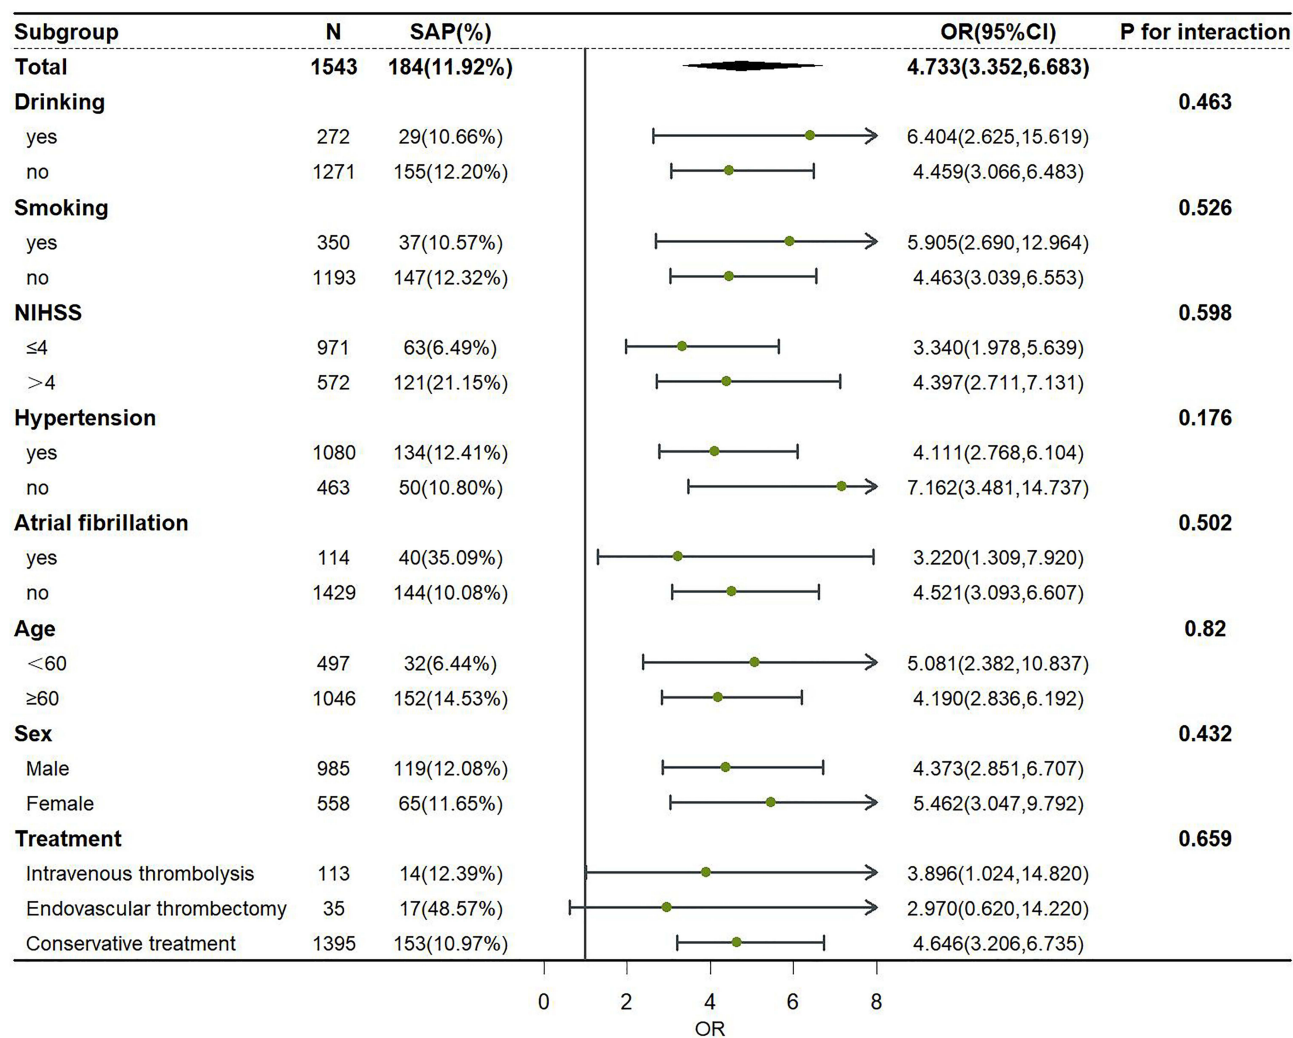 Subgroup N SAP(%) OR(95%CI) P for interaction
Total 1543 184(11.92%) 4.733(3.352,6.683)
Drinking 0.463
yes 272 29(10.66%) 6.404(2.625,15.619)
no 1271 155(12.20%) 4.459(3.066,6.483)
Smoking 0.526
yes 350 37(10.57%) 5.905(2.690,12.964)
no 1193 147(12.32%) 4.463(3.039,6.553)
NIHSS 0.598
≤4 971 63(6.49%) 3.340(1.978,5.639)
>4 572 121(21.15%) 4.397(2.711,7.131)
Hypertension 0.176
yes 1080 134(12.41%) 4.111(2.768,6.104)
no 463 50(10.80%) 7.162(3.481,14.737)
Atrial fibrillation 0.502
yes 114 40(35.09%) 3.220(1.309,7.920)
no 1429 144(10.08%) 4.521(3.093,6.607)
Age 0.82
<60 497 32(6.44%) 5.081(2.382,10.837)
≥60 1046 152(14.53%) 4.190(2.836,6.192)
Sex 0.432
Male 985 119(12.08%) 4.373(2.851,6.707)
Female 558 65(11.65%) 5.462(3.047,9.792)
Treatment 0.659
Intravenous thrombolysis 113 14(12.39%) 3.896(1.024,14.820)
Endovascular thrombectomy 35 17(48.57%) 2.970(0.620,14.220)
Conservative treatment 1395 153(10.97%) 4.646(3.206,6.735)
0 2 4 6 8
OR